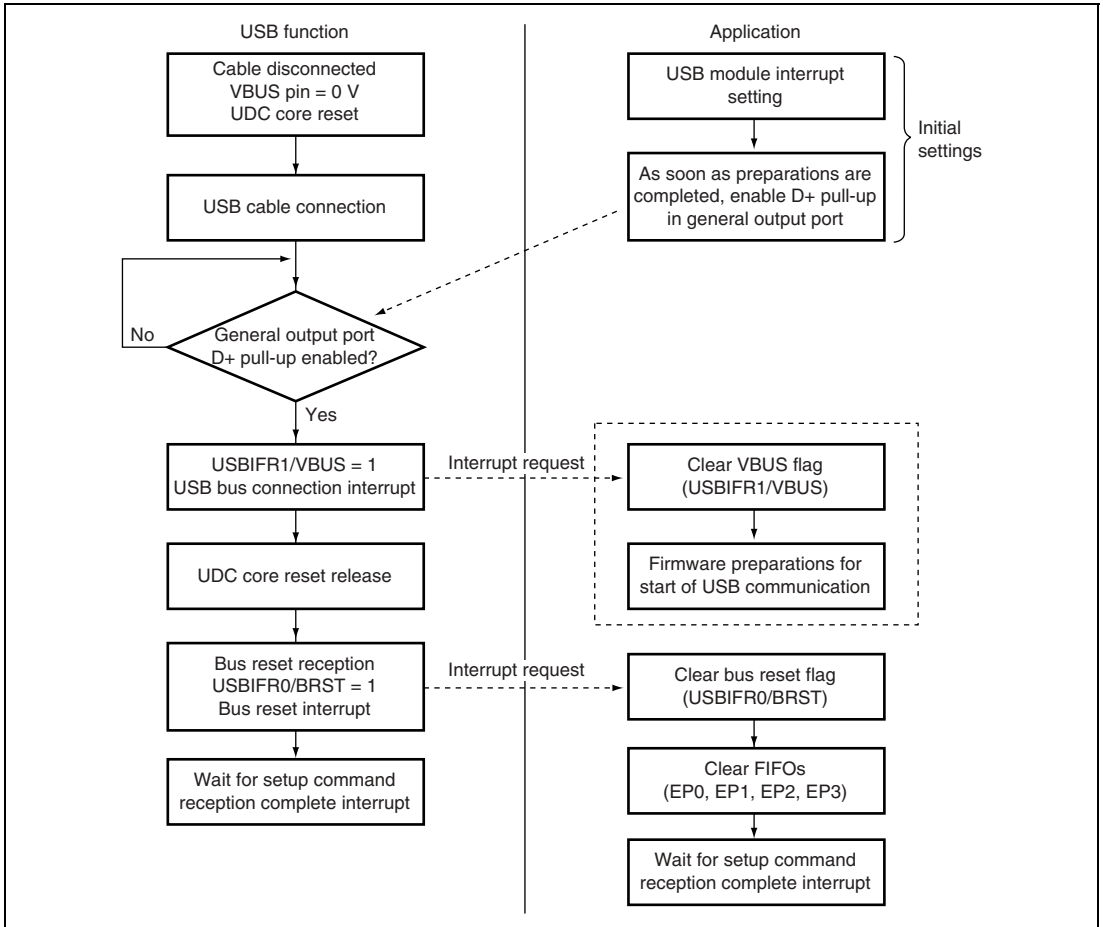 USB function
Application
Cable disconnected
VBUS pin = 0 V
UDC core reset
USB module interrupt
setting
Initial
settings
USB cable connection
As soon as preparations are
completed, enable D+ pull-up
in general output port
General output port
D+ pull-up enabled?
No
Yes
USBIFR1/VBUS = 1
USB bus connection interrupt
Interrupt request
Clear VBUS flag
(USBIFR1/VBUS)
UDC core reset release
Firmware preparations for
start of USB communication
Bus reset reception
USBIFR0/BRST = 1
Bus reset interrupt
Interrupt request
Clear bus reset flag
(USBIFR0/BRST)
Wait for setup command
reception complete interrupt
Clear FIFOs
(EP0, EP1, EP2, EP3)
Wait for setup command
reception complete interrupt